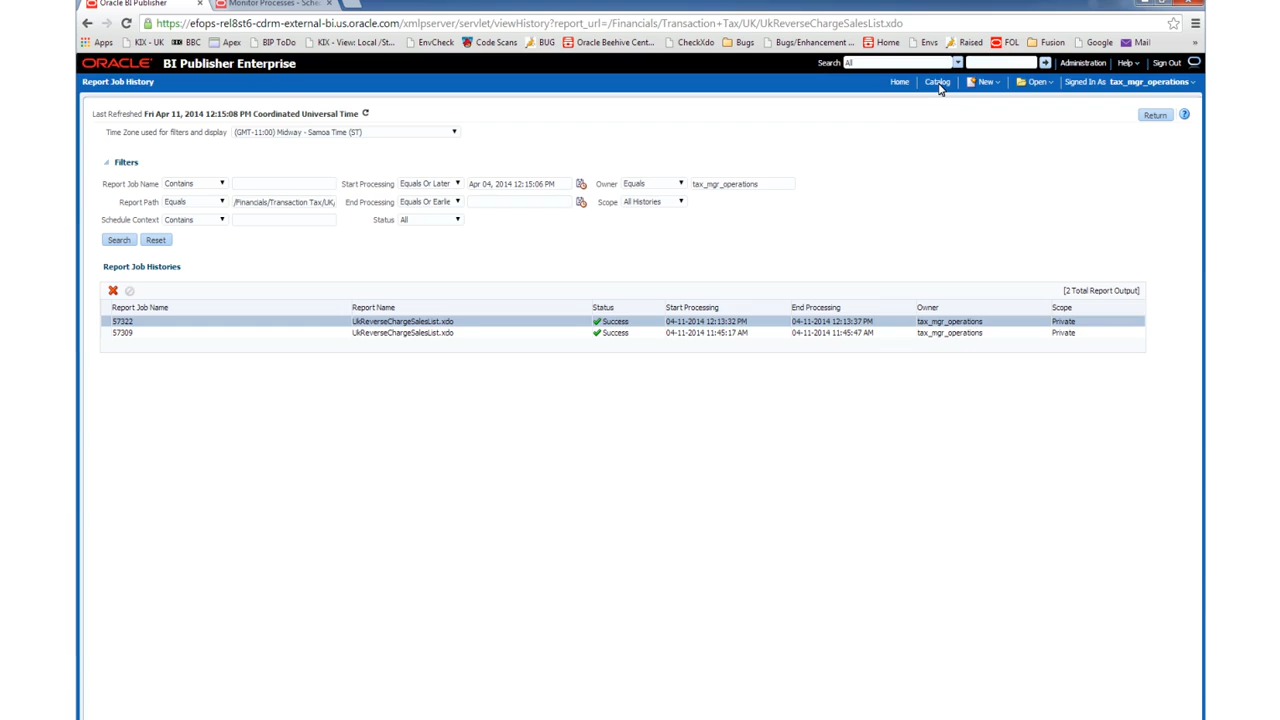 Oracle BI Publisher
Monitor Processes - Sche
https://efops-rel8st6-cdrm-external-bi.us.oracle.com/xmlpserver/servlet/viewHistory?report_url=/Financials/Transaction+Tax/UK/UkReverseChargeSalesList.xdo
Apps KIX - UK BBC Apex BIP ToDo KIX - View: Local /St... EnvCheck Code Scans BUG Oracle Beehive Cent... CheckXdo Bugs Bugs/Enhancement ... Home Envs Raised FOL Fusion Google Mail »
ORACLE BI Publisher Enterprise Search All Administration Help Sign Out
Report Job History Home Catalog New Open Signed In As tax_mgr_operations
Last Refreshed Fri Apr 11, 2014 12:15:08 PM Coordinated Universal Time Return
Time Zone used for filters and display (GMT-11:00) Midway - Samoa Time (ST)
Filters
Report Job Name Contains Start Processing Equals Or Later Apr 04, 2014 12:15:06 PM Owner Equals tax_mgr_operations
Report Path Equals /Financials/Transaction Tax/UK/ End Processing Equals Or Earlie Scope All Histories
Schedule Context Contains Status All
Search Reset
Report Job Histories
[2 Total Report Output]
Report Job Name Report Name Status Start Processing End Processing Owner Scope
57322 UkReverseChargeSalesList.xdo Success 04-11-2014 12:13:32 PM 04-11-2014 12:13:37 PM tax_mgr_operations Private
57309 UkReverseChargeSalesList.xdo Success 04-11-2014 11:45:17 AM 04-11-2014 11:45:47 AM tax_mgr_operations Private